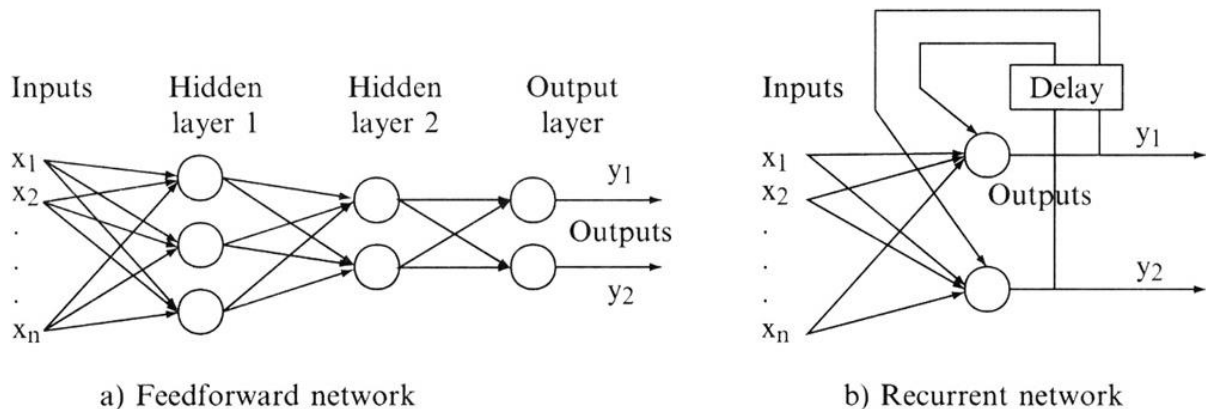 Inputs
Hidden layer 1
Hidden layer 2
Output layer
x1
x2
.
.
.
xn
y1
Outputs
y2
a) Feedforward network
Inputs
Delay
x1
x2
.
.
.
xn
y1
Outputs
y2
b) Recurrent network